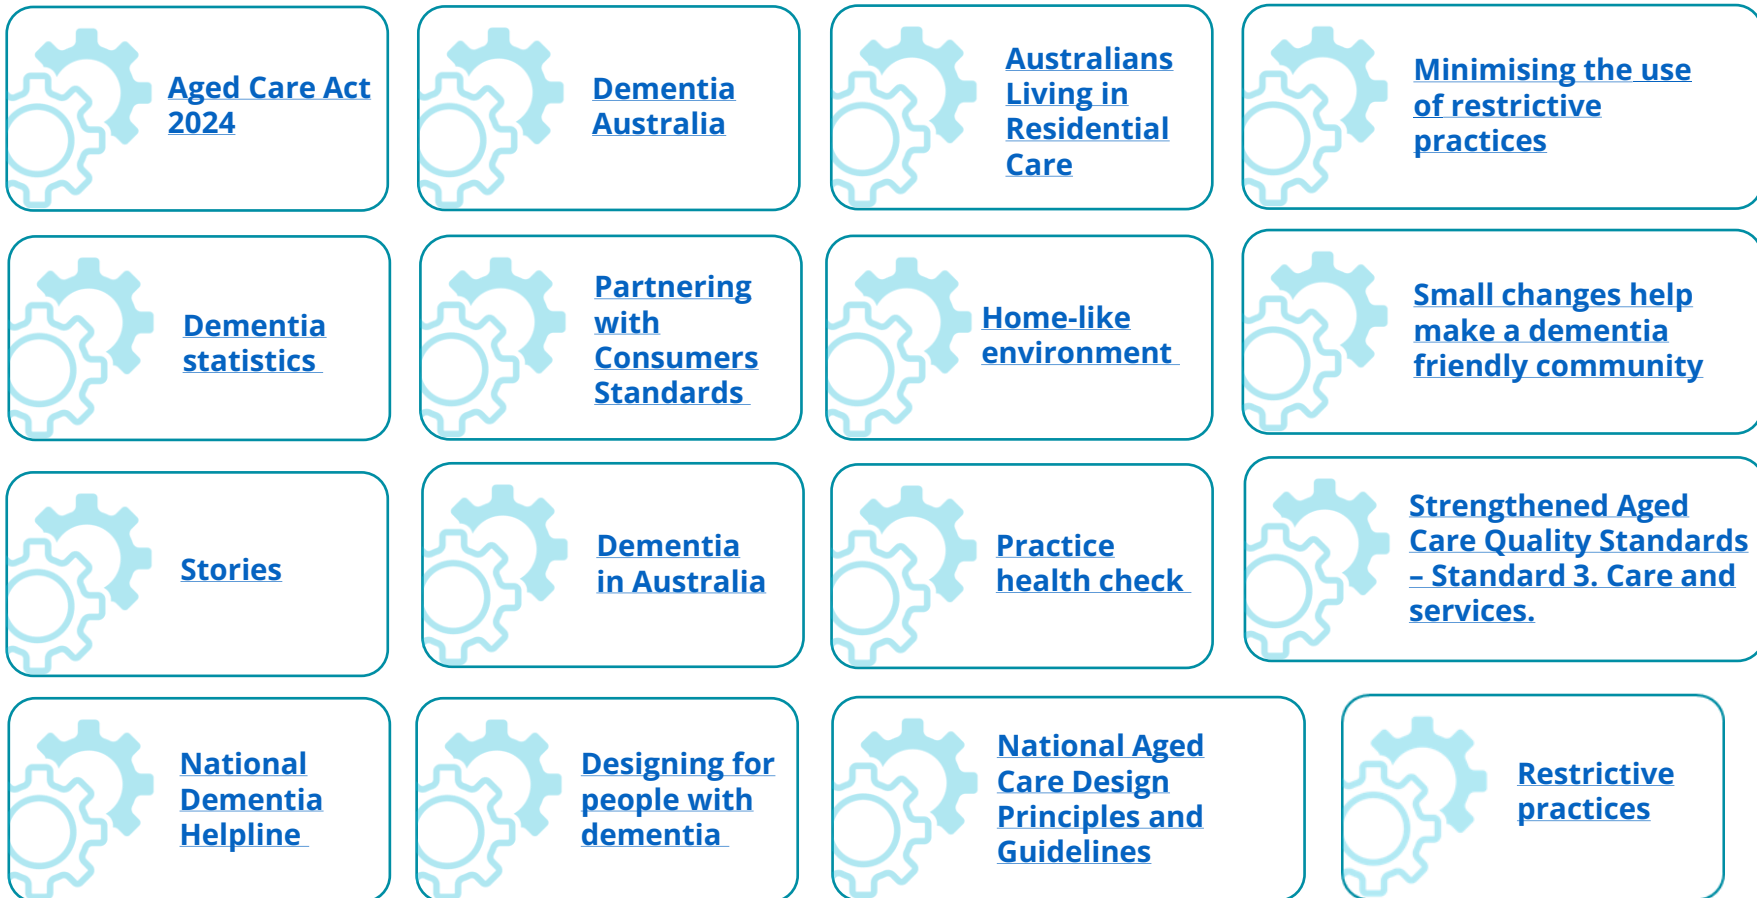 Aged Care Act
2024
Dementia
Australia
Australians
Living in
Residential
Care
Minimising the use
of restrictive
practices
Dementia
statistics
Partnering
with
Consumers
Standards
Home-like
environment
Small changes help
make a dementia
friendly community
Stories
Dementia
in Australia
Practice
health check
Strengthened Aged
Care Quality Standards
– Standard 3. Care and
services.
National
Dementia
Helpline
Designing for
people with
dementia
National Aged
Care Design
Principles and
Guidelines
Restrictive
practices